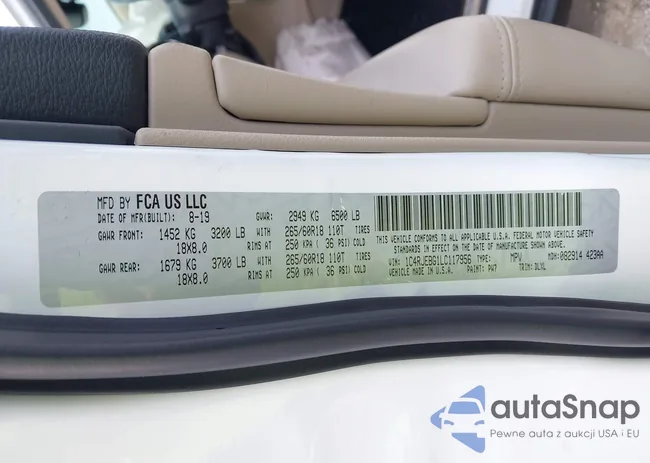 MFD BY FCA US LLC
DATE OF MFR(BUILT): 8-19 GVWR: 2949 KG 6500 LB
GAWR FRONT: 1452 KG 3200 LB 265/60R18 110T TIRES
18X8.0 RIMS AT 250 KPA ( 36 PSI) COLD
GAWR REAR: 1679 KG 3700 LB 265/60R18 110T TIRES
18X8.0 RIMS AT 250 KPA ( 36 PSI) COLD
THIS VEHICLE CONFORMS TO ALL APPLICABLE U.S.A. FEDERAL MOTOR VEHICLE SAFETY
STANDARDS IN EFFECT ON THE DATE OF MANUFACTURE SHOWN ABOVE.
VIN: 1C4RJEBG1LC117956 TYPE: MPV MDH: 082914 423AA
VEHICLE MADE IN U.S.A. PAINT: PW7 TRIM: DLXL
autaSnap
Pewne auta z aukcji USA i EU